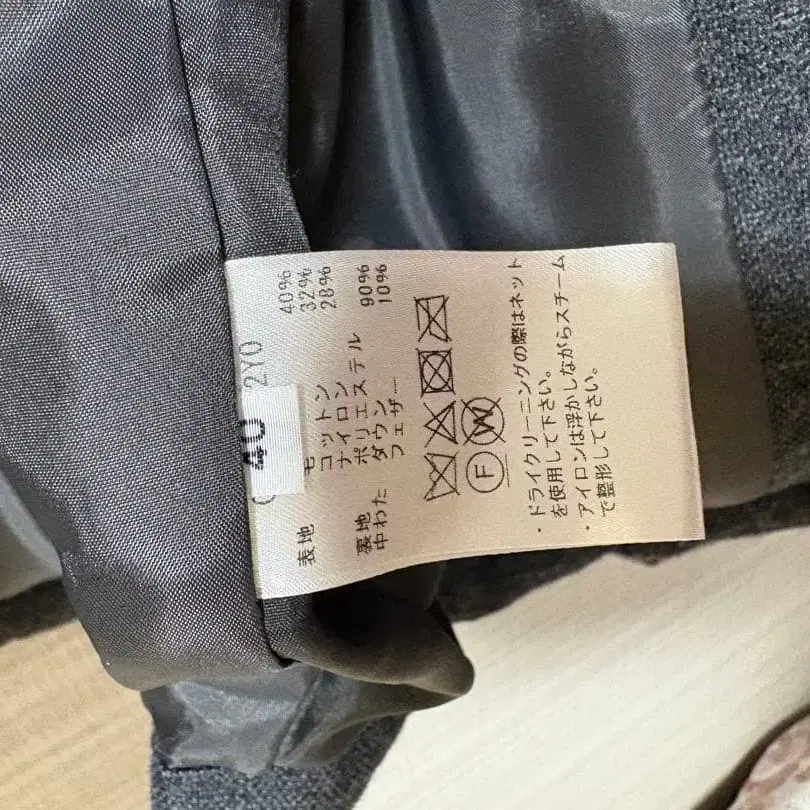 2YO
40
表地 モ 40%
コットン 32%
ナイロン 28%
裏地 ポリエステル
中わた ダウン 90%
フェザー 10%
F W
・ドライクリーニングの際はネット
を使用して下さい。
・アイロンは浮かしながらスチーム
で整形して下さい。